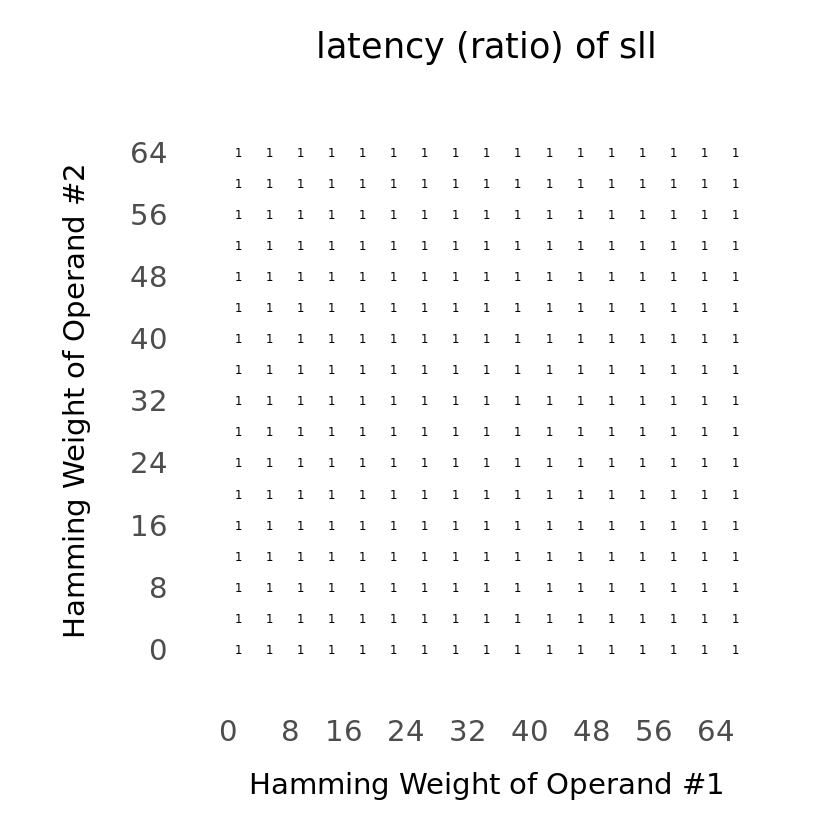 latency (ratio) of sll
Hamming Weight of Operand #2
64 1 1 1 1 1 1 1 1 1 1 1 1 1 1 1 1 1
1 1 1 1 1 1 1 1 1 1 1 1 1 1 1 1 1
56 1 1 1 1 1 1 1 1 1 1 1 1 1 1 1 1 1
1 1 1 1 1 1 1 1 1 1 1 1 1 1 1 1 1
48 1 1 1 1 1 1 1 1 1 1 1 1 1 1 1 1 1
1 1 1 1 1 1 1 1 1 1 1 1 1 1 1 1 1
40 1 1 1 1 1 1 1 1 1 1 1 1 1 1 1 1 1
1 1 1 1 1 1 1 1 1 1 1 1 1 1 1 1 1
32 1 1 1 1 1 1 1 1 1 1 1 1 1 1 1 1 1
1 1 1 1 1 1 1 1 1 1 1 1 1 1 1 1 1
24 1 1 1 1 1 1 1 1 1 1 1 1 1 1 1 1 1
1 1 1 1 1 1 1 1 1 1 1 1 1 1 1 1 1
16 1 1 1 1 1 1 1 1 1 1 1 1 1 1 1 1 1
1 1 1 1 1 1 1 1 1 1 1 1 1 1 1 1 1
8 1 1 1 1 1 1 1 1 1 1 1 1 1 1 1 1 1
1 1 1 1 1 1 1 1 1 1 1 1 1 1 1 1 1
0 1 1 1 1 1 1 1 1 1 1 1 1 1 1 1 1 1
0 8 16 24 32 40 48 56 64
Hamming Weight of Operand #1